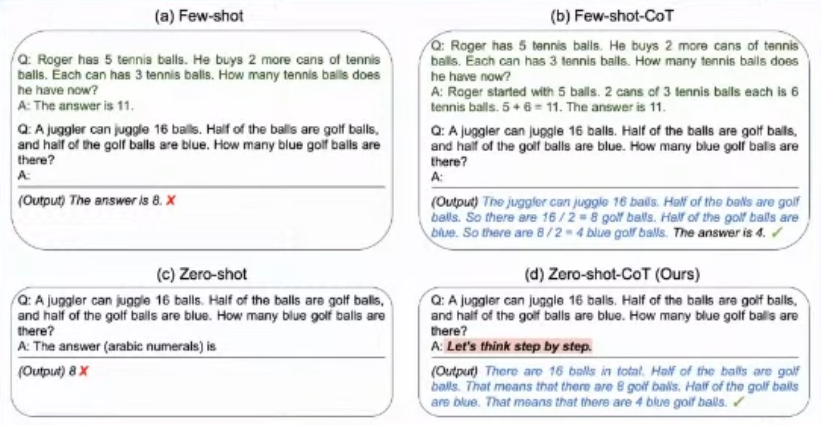 (a) Few-shot
Q: Roger has 5 tennis balls. He buys 2 more cans of tennis
balls. Each can has 3 tennis balls. How many tennis balls does
he have now?
A: The answer is 11.
Q: A juggler can juggle 16 balls. Half of the balls are golf balls,
and half of the golf balls are blue. How many blue golf balls are
there?
A:
(Output) The answer is 8. ✗
(b) Few-shot-CoT
Q: Roger has 5 tennis balls. He buys 2 more cans of tennis
balls. Each can has 3 tennis balls. How many tennis balls does
he have now?
A: Roger started with 5 balls. 2 cans of 3 tennis balls each is 6
tennis balls. 5 + 6 = 11. The answer is 11.
Q: A juggler can juggle 16 balls. Half of the balls are golf balls,
and half of the golf balls are blue. How many blue golf balls are
there?
A:
(Output) The juggler can juggle 16 balls. Half of the balls are golf
balls. So there are 16 / 2 = 8 golf balls. Half of the golf balls are
blue. So there are 8 / 2 = 4 blue golf balls. The answer is 4. ✓
(c) Zero-shot
Q: A juggler can juggle 16 balls. Half of the balls are golf balls,
and half of the golf balls are blue. How many blue golf balls are
there?
A: The answer (arabic numerals) is
(Output) 8 ✗
(d) Zero-shot-CoT (Ours)
Q: A juggler can juggle 16 balls. Half of the balls are golf balls,
and half of the golf balls are blue. How many blue golf balls are
there?
A: Let's think step by step.
(Output) There are 16 balls in total. Half of the balls are golf
balls. That means that there are 8 golf balls. Half of the golf balls
are blue. That means that there are 4 blue golf balls. ✓